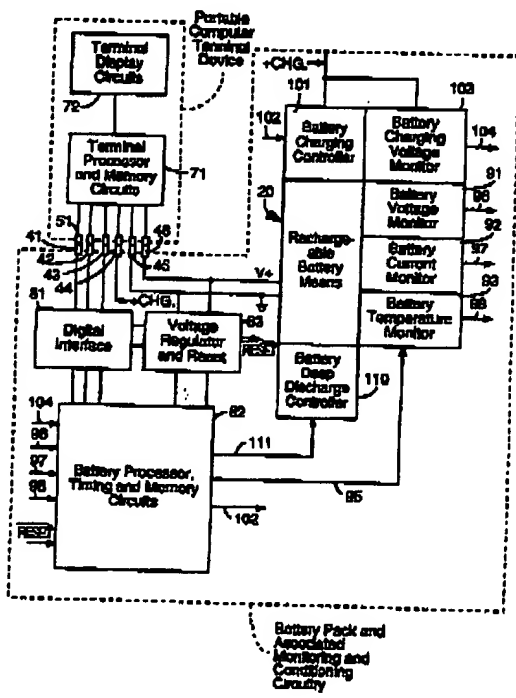 Portable
Computer
Terminal
Device
Terminal
Display
Circuits
72
Terminal
Processor
and Memory
Circuits
71
51
41
42
43
44
45
46
+CHG.
101
103
102
Battery
Charging
Controller
Battery
Charging
Voltage
Monitor
104
91
20
Battery
Voltage
Monitor
96
92
Recharge-
able
Battery
Means
Battery
Current
Monitor
97
93
Battery
Temperature
Monitor
98
V+
+CHG.
81
Digital
Interface
Voltage
Regulator
and Reset
83
RESET
Battery
Deep
Discharge
Controller
110
82
104
96
97
98
RESET
Battery Processor,
Timing and Memory
Circuits
111
95
102
Battery Pack and
Associated
Monitoring and
Conditioning
Circuitry